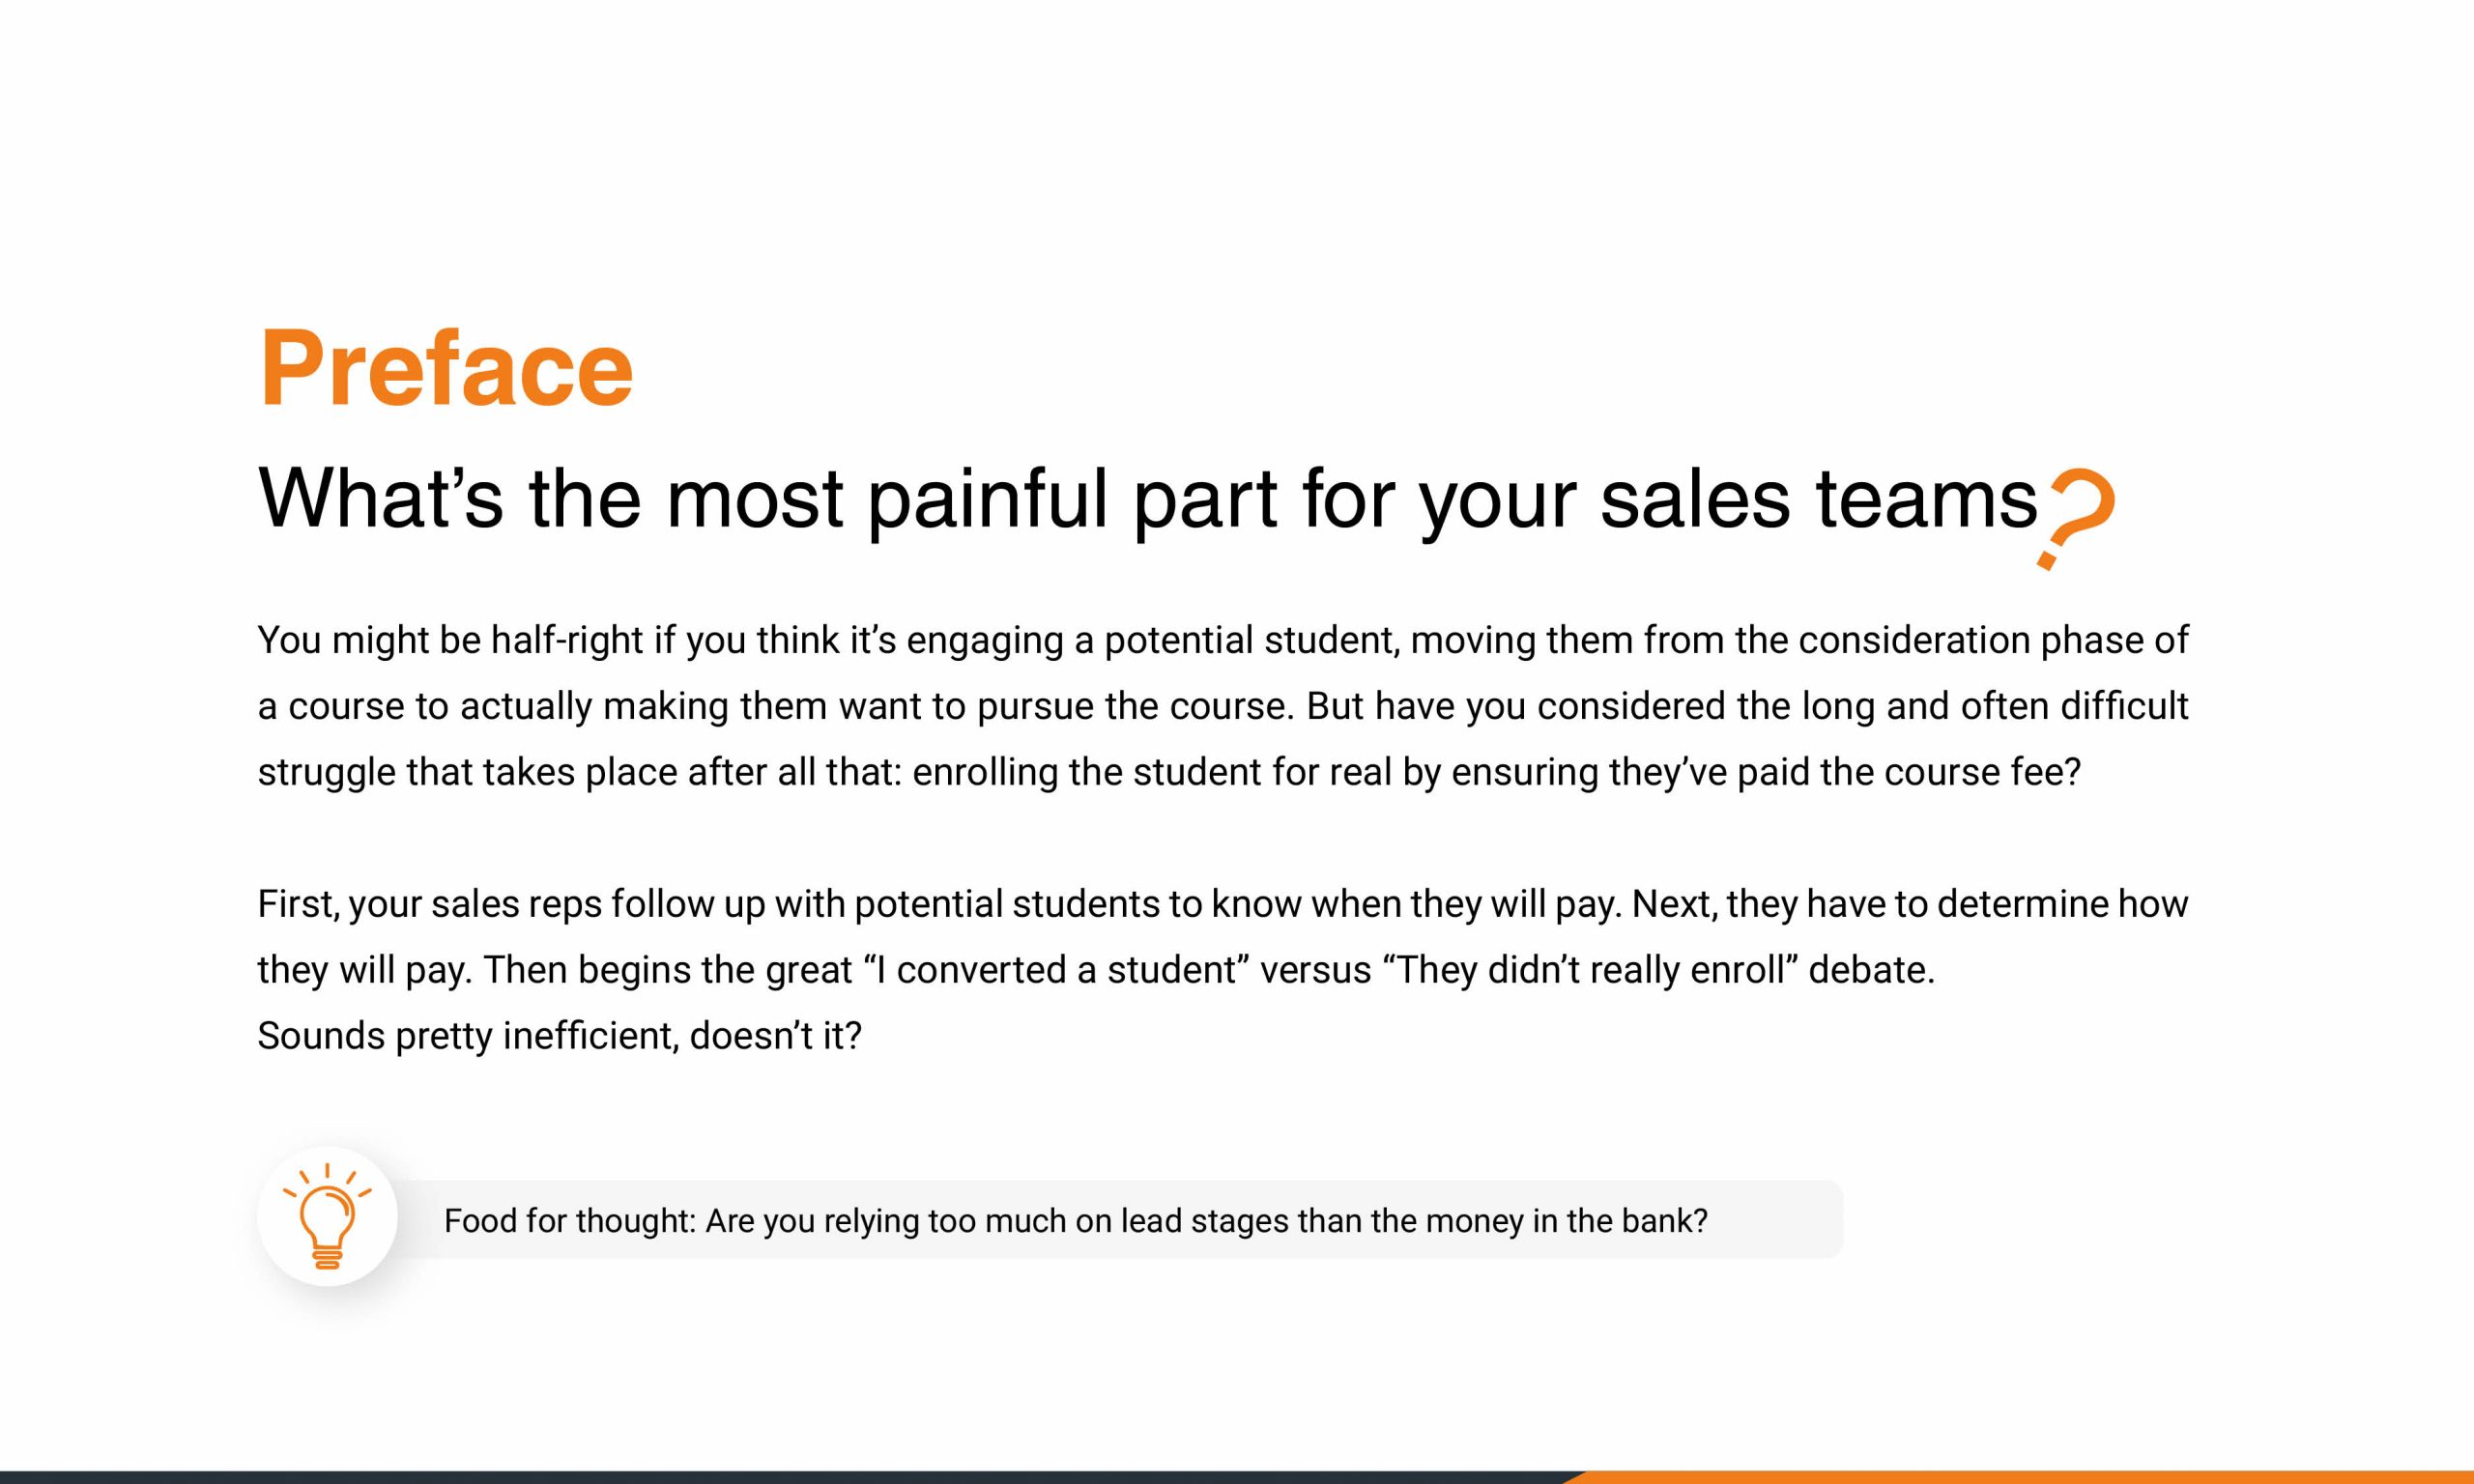 Preface
What’s the most painful part for your sales teams?
You might be half-right if you think it’s engaging a potential student, moving them from the consideration phase of
a course to actually making them want to pursue the course. But have you considered the long and often difficult
struggle that takes place after all that: enrolling the student for real by ensuring they’ve paid the course fee?
First, your sales reps follow up with potential students to know when they will pay. Next, they have to determine how
they will pay. Then begins the great “I converted a student” versus “They didn’t really enroll” debate.
Sounds pretty inefficient, doesn’t it?
Food for thought: Are you relying too much on lead stages than the money in the bank?